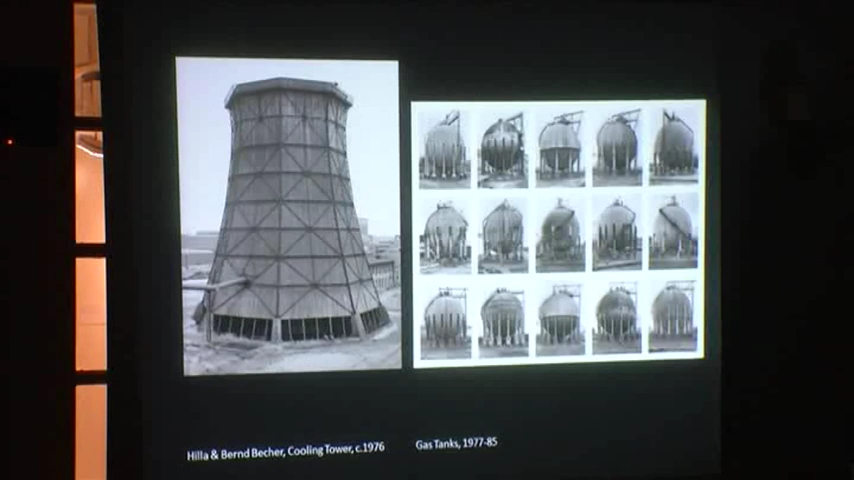 Hilla & Bernd Becher, Cooling Tower, c.1976
Gas Tanks, 1977-85